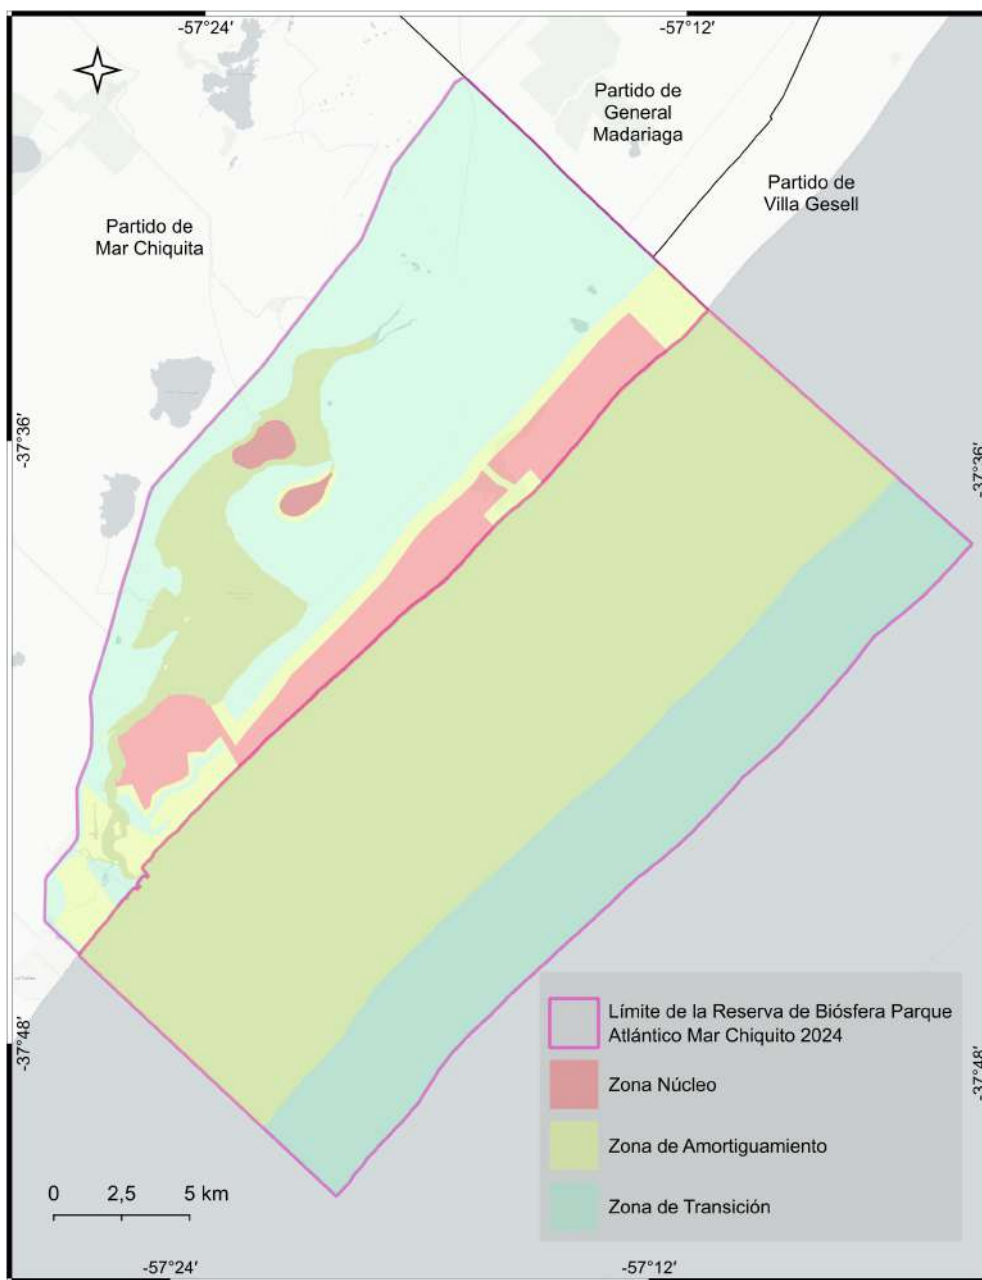 -57°24′
-57°12′
Partido de
General
Madariaga
Partido de
Villa Gesell
Partido de
Mar Chiquita
-37°36′
-37°36′
-37°48′
-37°48′
Límite de la Reserva de Biósfera Parque
Atlántico Mar Chiquito 2024
Zona Núcleo
Zona de Amortiguamiento
Zona de Transición
0 2,5 5 km
-57°24′
-57°12′